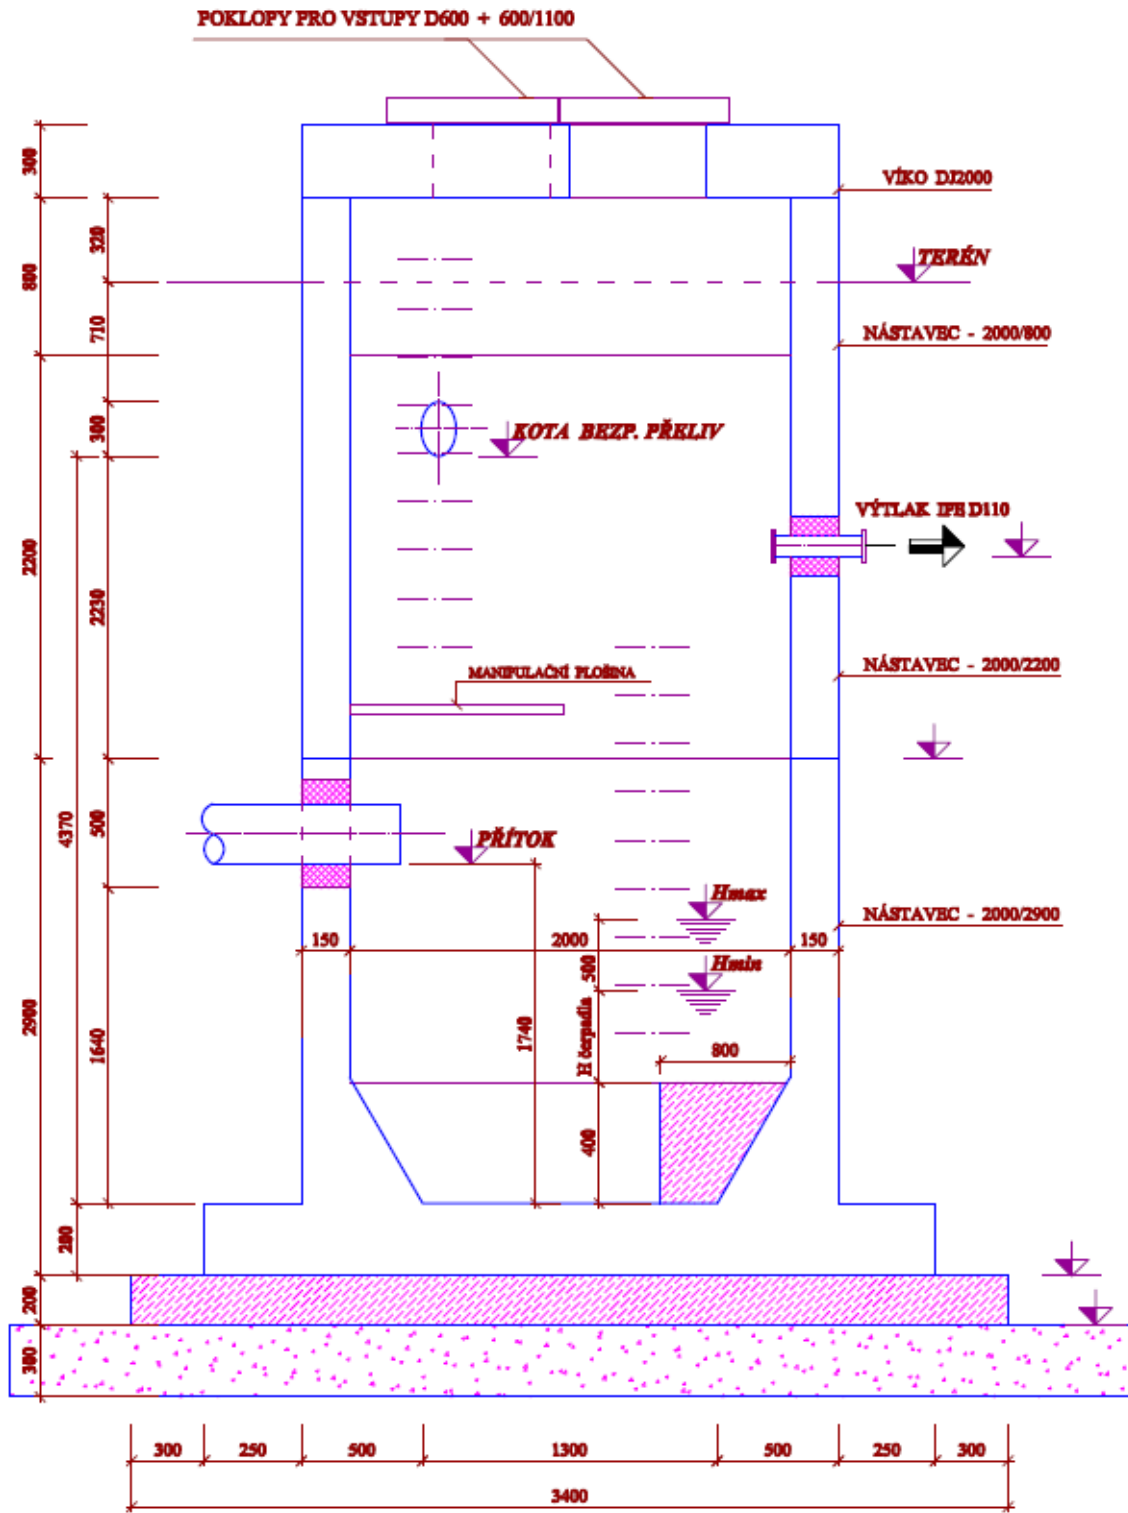 POKLOPY PRO VSTUPY D600 + 600/1100
300
VÍKO DJ2000
320
800
TERÉN
710
NÁSTAVEC - 2000/800
300
KOTA BEZP. PŘELIV
VÝTLAK IPE D110
2200
2230
MANIPULAČNÍ PLOŠINA
NÁSTAVEC - 2000/2200
4370
500
PŘÍTOK
Hmax
NÁSTAVEC - 2000/2900
150
2000
150
500
Hmin
2900
1640
1740
H čerpadla
800
400
280
200
300
300
250
500
1300
500
250
300
3400